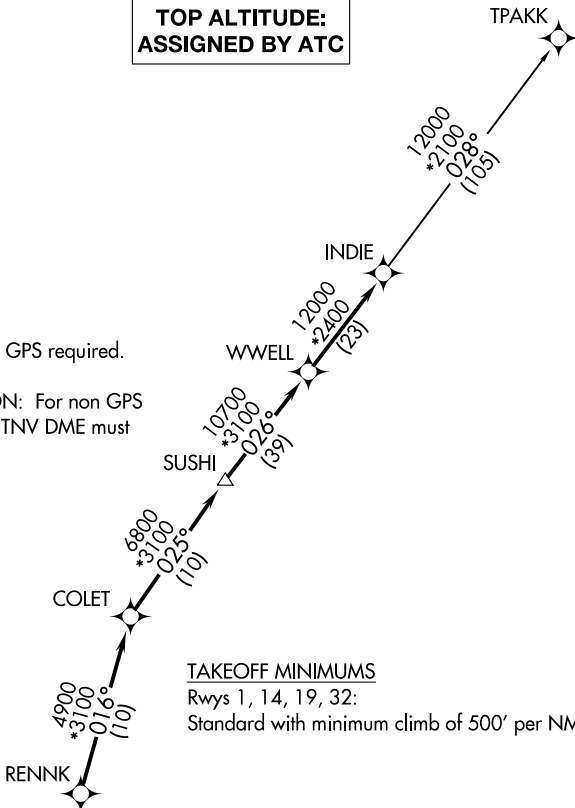 TOP ALTITUDE:
ASSIGNED BY ATC
TPAKK
12000
*2100
028°
(105)
INDIE
12000
*2400
(23)
GPS required.
WWELL
N: For non GPS
TNV DME must
10700
*3100
026°
(39)
SUSHI
6800
*3100
025°
(10)
COLET
TAKEOFF MINIMUMS
Rwys 1, 14, 19, 32:
Standard with minimum climb of 500' per NM
4900
*3100
016°
(10)
RENNK